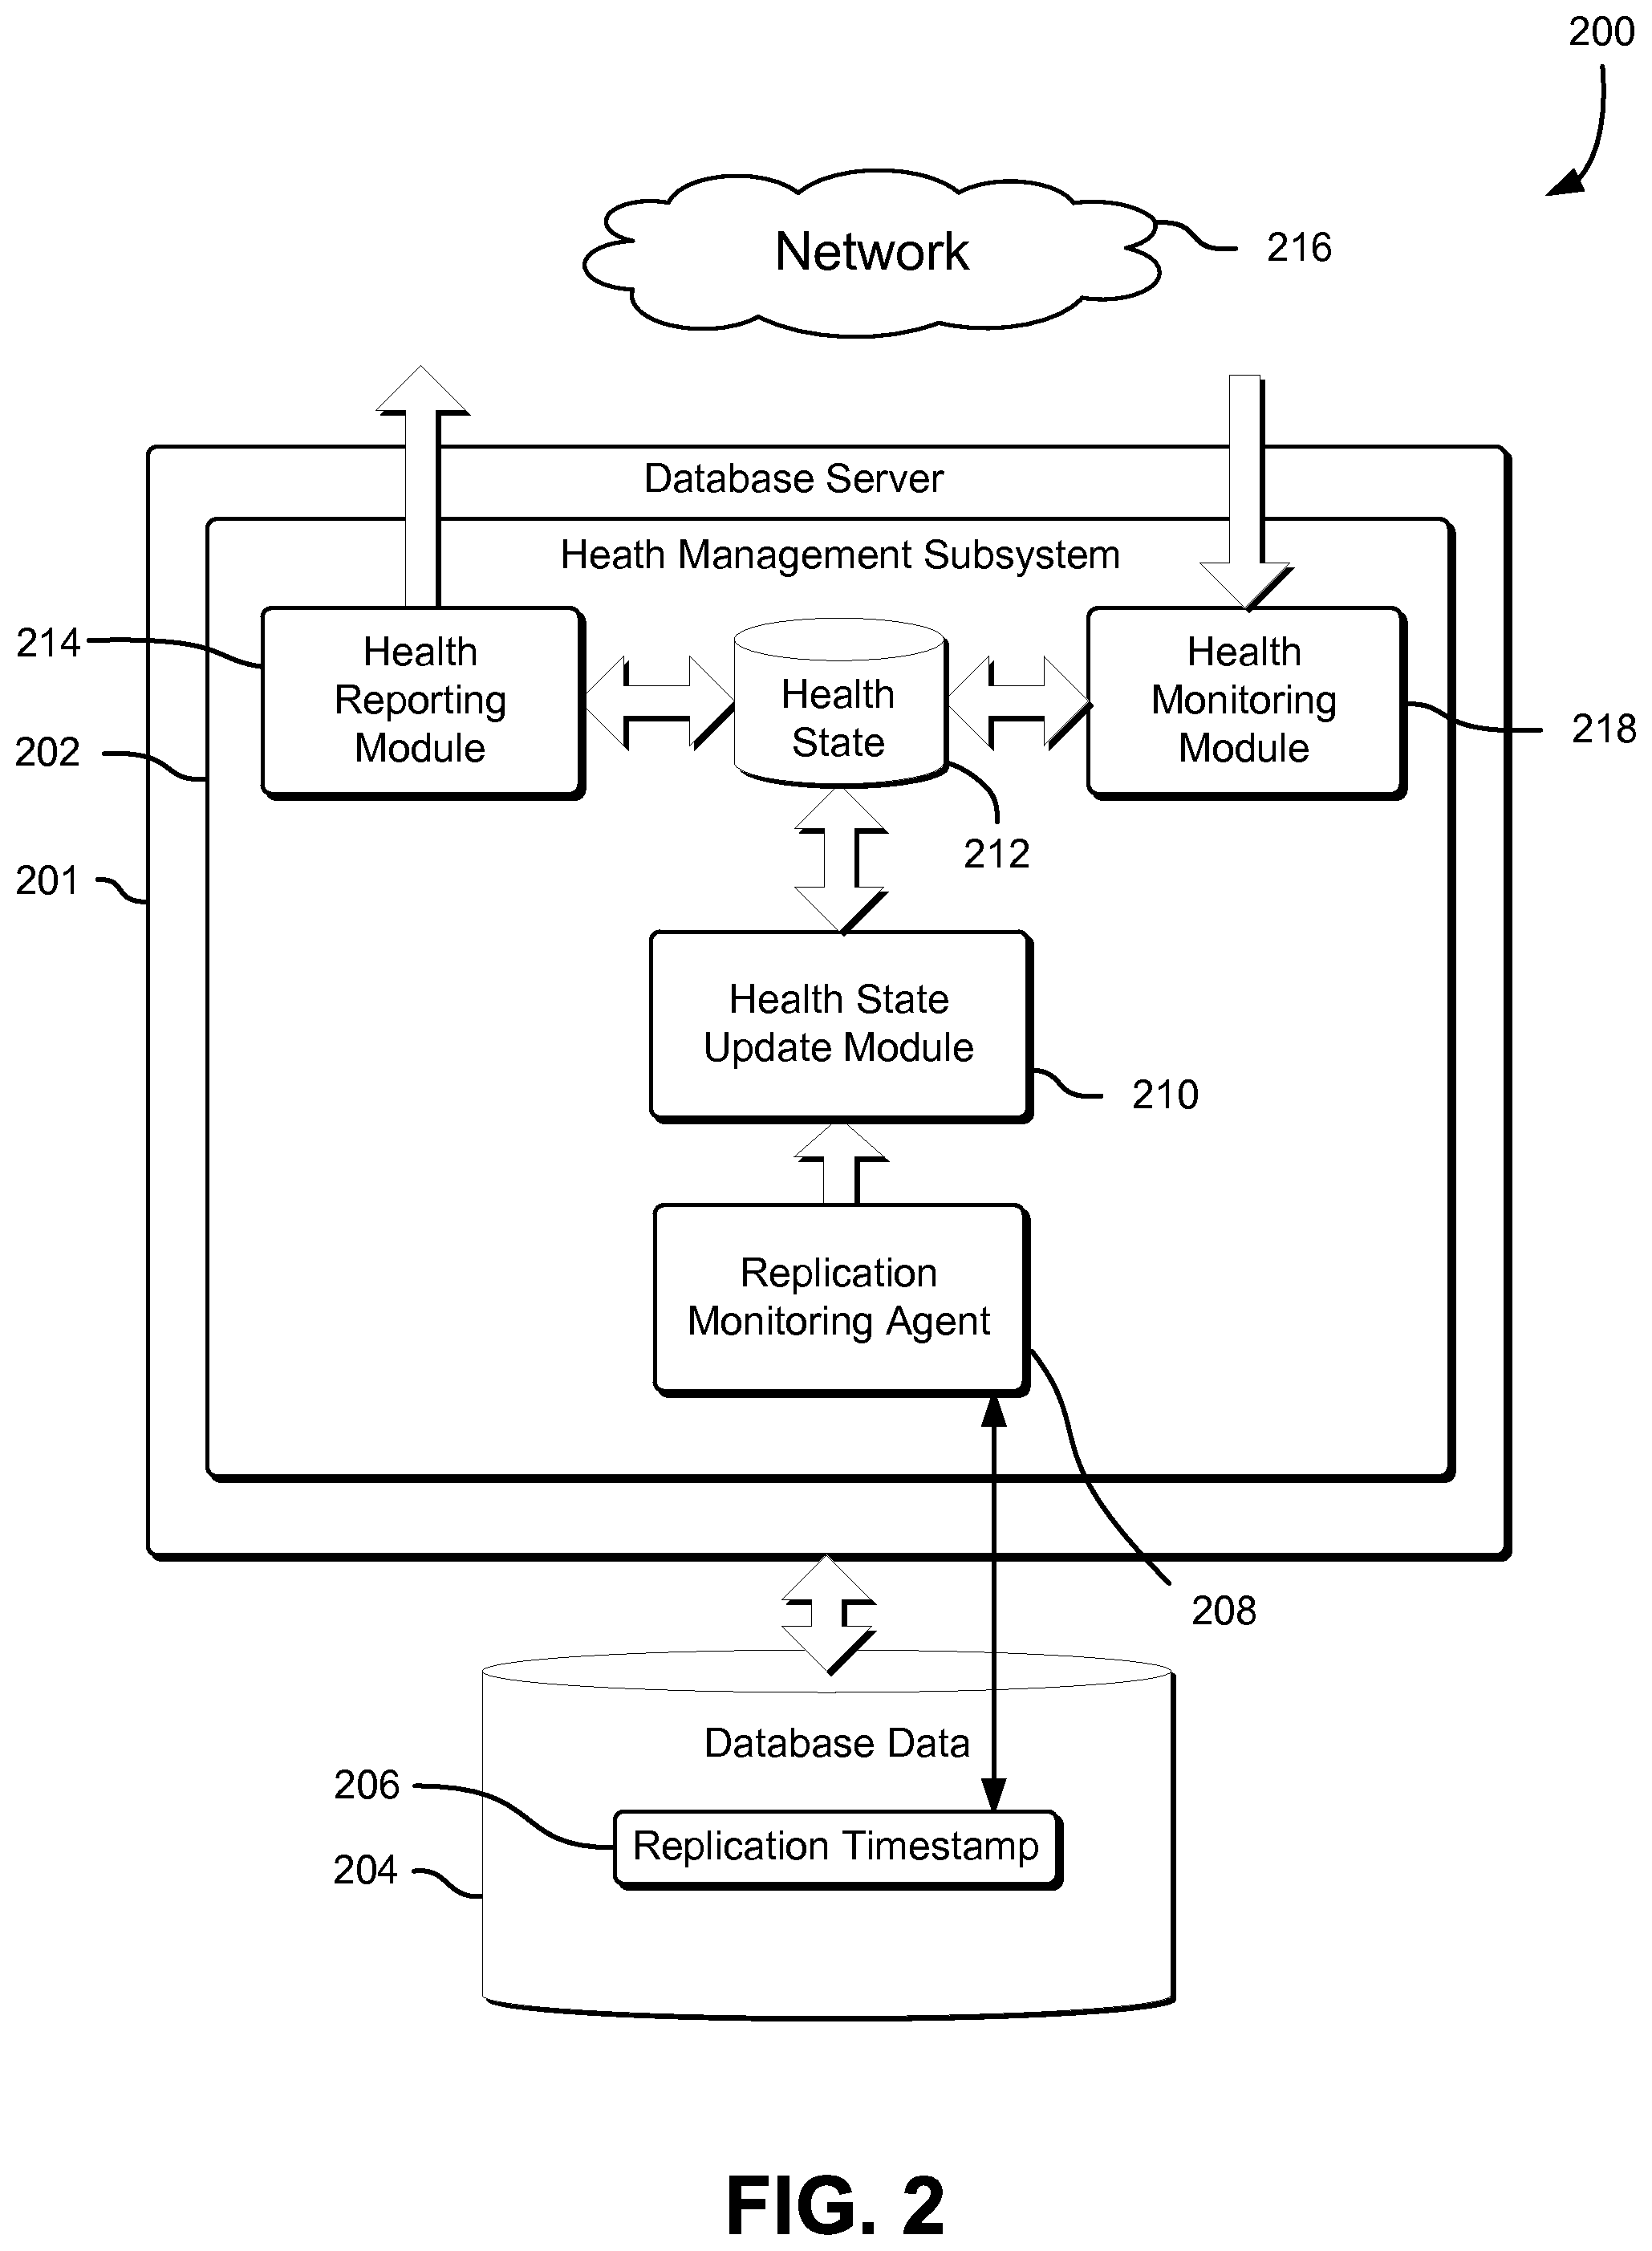 200
Network
216
Database Server
Heath Management Subsystem
214
Health
Reporting
Module
Health
State
Health
Monitoring
Module
218
202
212
201
Health State
Update Module
210
Replication
Monitoring Agent
208
Database Data
206
Replication Timestamp
204
FIG. 2